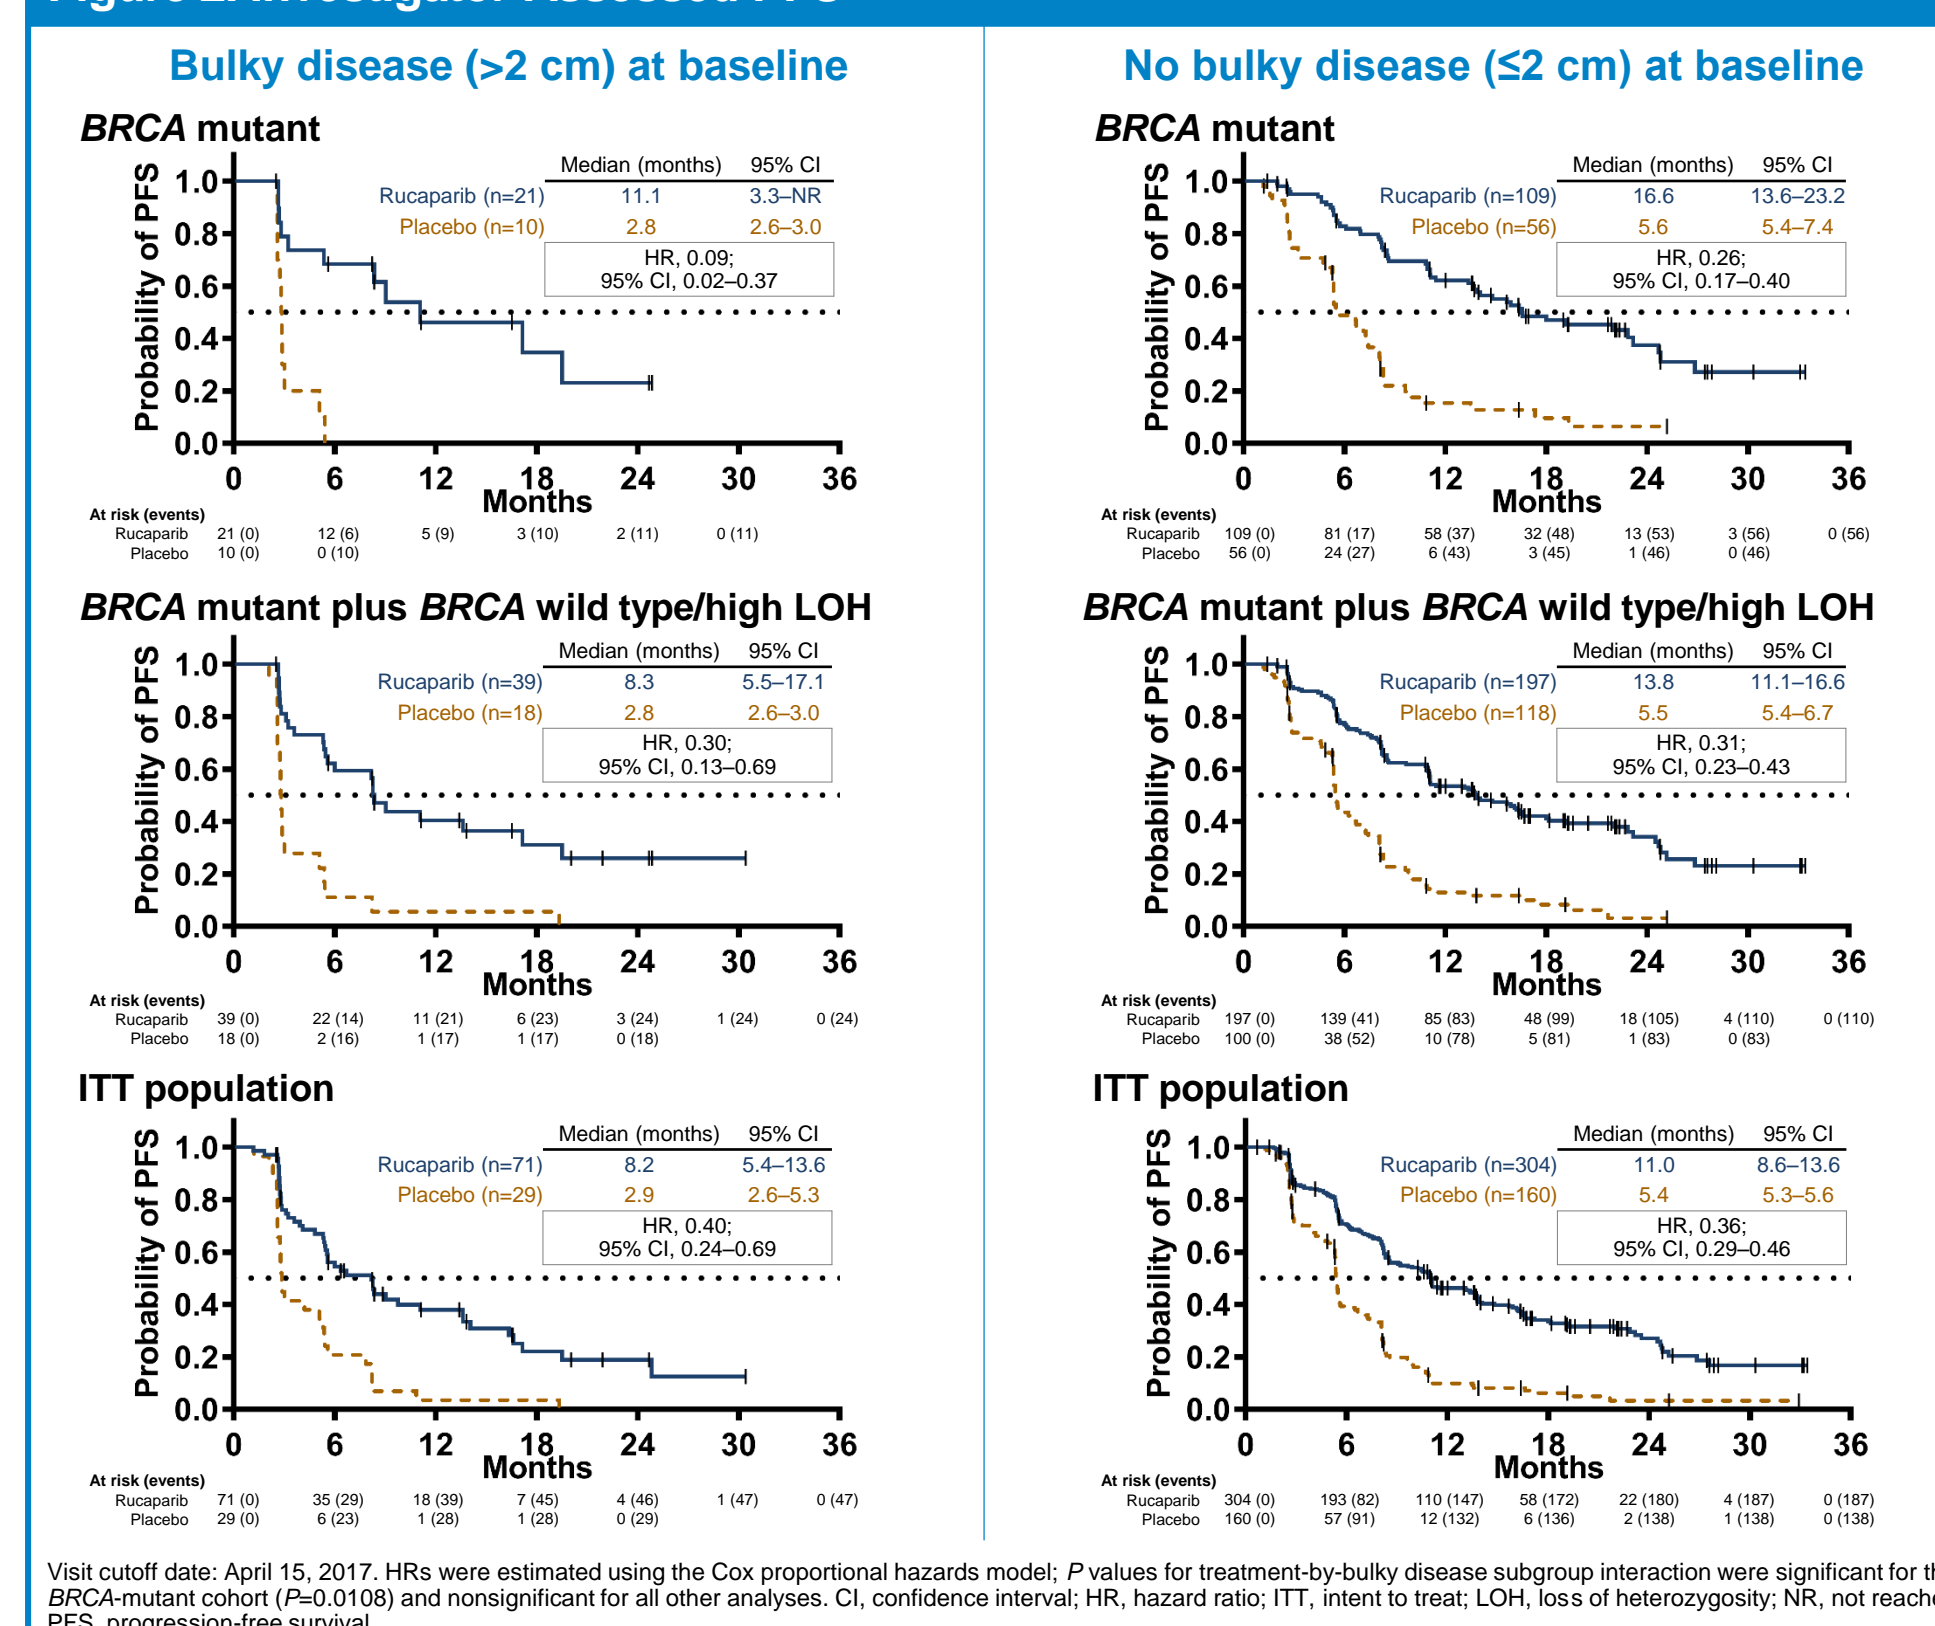 Figure 2. Investigator-Assessed PFS
Bulky disease (>2 cm) at baseline
BRCA mutant
Probability of PFS
1.0
0.8
0.6
0.4
0.2
0.0
Median (months) 95% CI
Rucaparib (n=21) 11.1 3.3–NR
Placebo (n=10) 2.8 2.6–3.0
HR, 0.09;
95% CI, 0.02–0.37
0 6 12 18 24 30 36
Months
At risk (events)
Rucaparib 21 (0) 12 (6) 5 (9) 3 (10) 2 (11) 0 (11)
Placebo 10 (0) 0 (10)
BRCA mutant plus BRCA wild type/high LOH
Probability of PFS
1.0
0.8
0.6
0.4
0.2
0.0
Median (months) 95% CI
Rucaparib (n=39) 8.3 5.5–17.1
Placebo (n=18) 2.8 2.6–3.0
HR, 0.30;
95% CI, 0.13–0.69
0 6 12 18 24 30 36
Months
At risk (events)
Rucaparib 39 (0) 22 (14) 11 (21) 6 (23) 3 (24) 1 (24) 0 (24)
Placebo 18 (0) 2 (16) 1 (17) 1 (17) 0 (18)
ITT population
Probability of PFS
1.0
0.8
0.6
0.4
0.2
0.0
Median (months) 95% CI
Rucaparib (n=71) 8.2 5.4–13.6
Placebo (n=29) 2.9 2.6–5.3
HR, 0.40;
95% CI, 0.24–0.69
0 6 12 18 24 30 36
Months
At risk (events)
Rucaparib 71 (0) 35 (29) 18 (39) 7 (45) 4 (46) 1 (47) 0 (47)
Placebo 29 (0) 6 (23) 1 (28) 1 (28) 0 (29)
No bulky disease (≤2 cm) at baseline
BRCA mutant
Probability of PFS
1.0
0.8
0.6
0.4
0.2
0.0
Median (months) 95% CI
Rucaparib (n=109) 16.6 13.6–23.2
Placebo (n=56) 5.6 5.4–7.4
HR, 0.26;
95% CI, 0.17–0.40
0 6 12 18 24 30 36
Months
At risk (events)
Rucaparib 109 (0) 81 (17) 58 (37) 32 (48) 13 (53) 3 (56) 0 (56)
Placebo 56 (0) 24 (27) 6 (43) 3 (45) 1 (46) 0 (46)
BRCA mutant plus BRCA wild type/high LOH
Probability of PFS
1.0
0.8
0.6
0.4
0.2
0.0
Median (months) 95% CI
Rucaparib (n=197) 13.8 11.1–16.6
Placebo (n=118) 5.5 5.4–6.7
HR, 0.31;
95% CI, 0.23–0.43
0 6 12 18 24 30 36
Months
At risk (events)
Rucaparib 197 (0) 139 (41) 85 (83) 48 (99) 18 (105) 4 (110) 0 (110)
Placebo 100 (0) 38 (52) 10 (78) 5 (81) 1 (83) 0 (83)
ITT population
Probability of PFS
1.0
0.8
0.6
0.4
0.2
0.0
Median (months) 95% CI
Rucaparib (n=304) 11.0 8.6–13.6
Placebo (n=160) 5.4 5.3–5.6
HR, 0.36;
95% CI, 0.29–0.46
0 6 12 18 24 30 36
Months
At risk (events)
Rucaparib 304 (0) 193 (82) 110 (147) 58 (172) 22 (180) 4 (187) 0 (187)
Placebo 160 (0) 57 (91) 12 (132) 6 (136) 2 (138) 1 (138) 0 (138)
Visit cutoff date: April 15, 2017. HRs were estimated using the Cox proportional hazards model; P values for treatment-by-bulky disease subgroup interaction were significant for
BRCA-mutant cohort (P=0.0108) and nonsignificant for all other analyses. CI, confidence interval; HR, hazard ratio; ITT, intent to treat; LOH, loss of heterozygosity; NR, not
PFS, progression-free survival